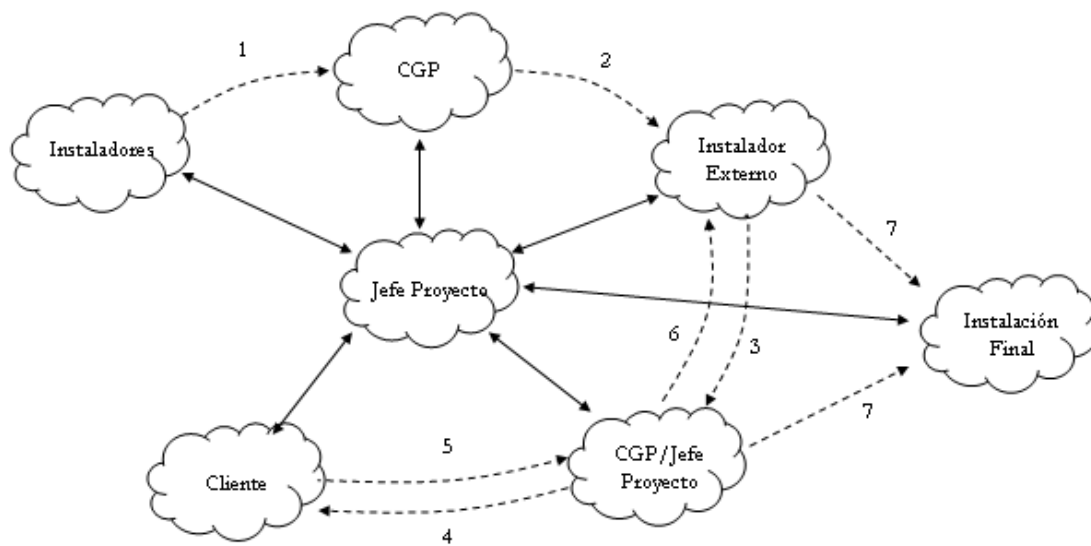 1
CGP
2
Instaladores
Instalador
Externo
7
Jefe Proyecto
Instalación
Final
6
3
7
5
CGP/Jefe
Proyecto
Cliente
4